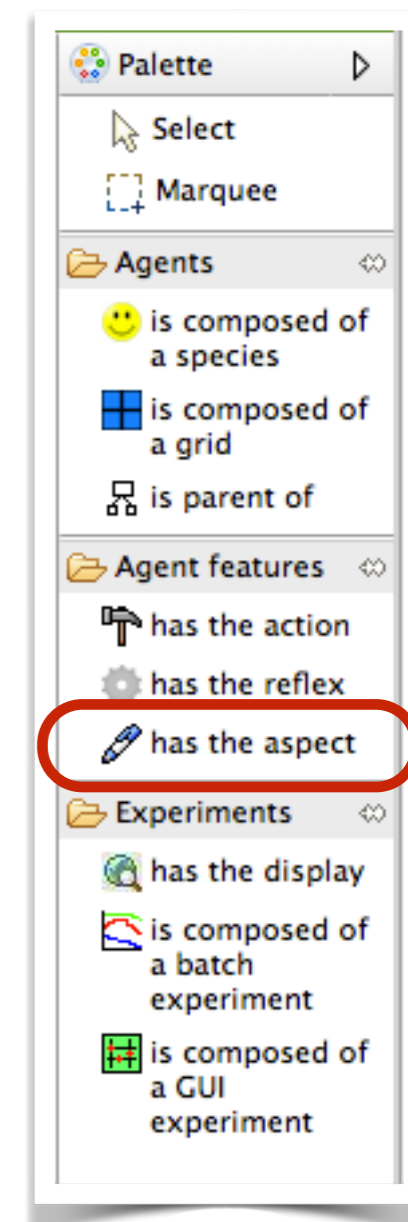 Palette
Select
Marquee
Agents
is composed of
a species
is composed of
a grid
is parent of
Agent features
has the action
has the reflex
has the aspect
Experiments
has the display
is composed of
a batch
experiment
is composed of
a GUI
experiment